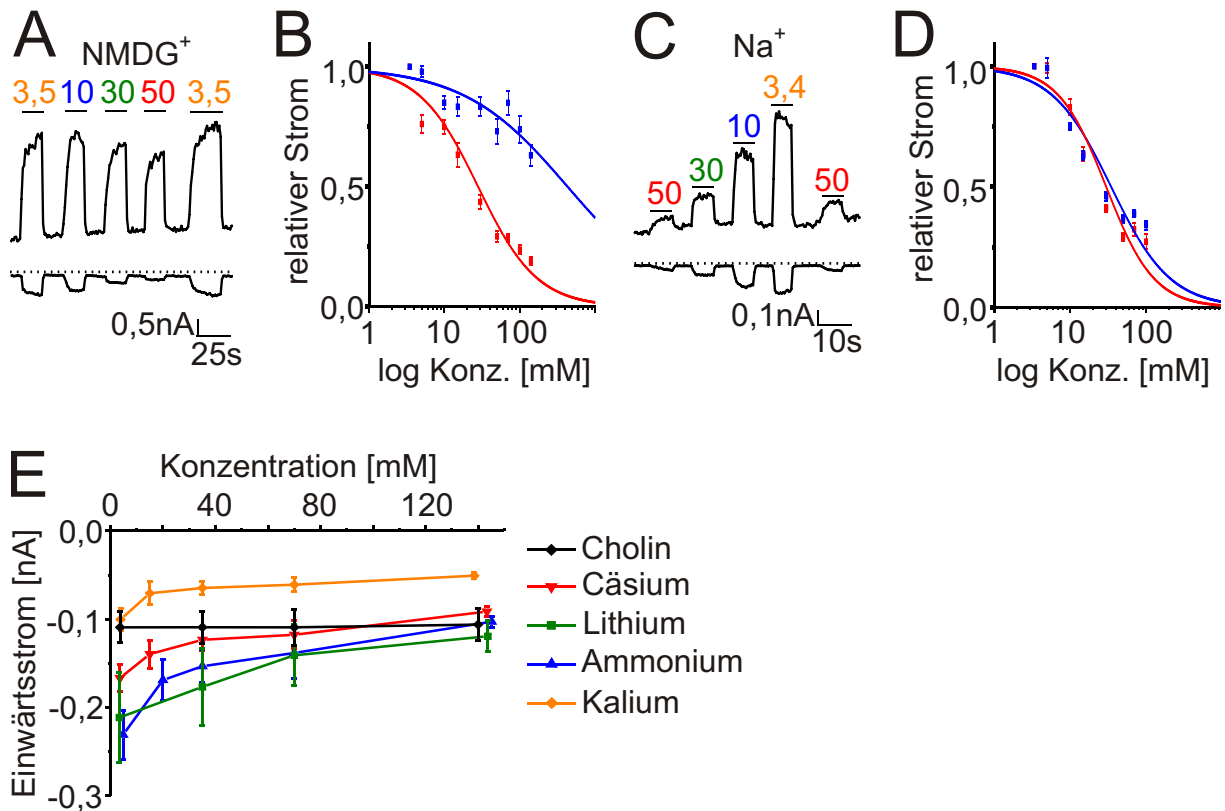 A
NMDG+
3,5 10 30 50 3,5
0,5nA
25s
B
relativer Strom
1,0
0,5
0,0
1 10 100
log Konz. [mM]
C
Na+
50 30 10 3,4 50
0,1nA
10s
D
relativer Strom
1,0
0,5
0,0
1 10 100
log Konz. [mM]
E
Konzentration [mM]
0 40 80 120
Einwärtsstrom [nA]
0,0
-0,1
-0,2
-0,3
Cholin
Cäsium
Lithium
Ammonium
Kalium